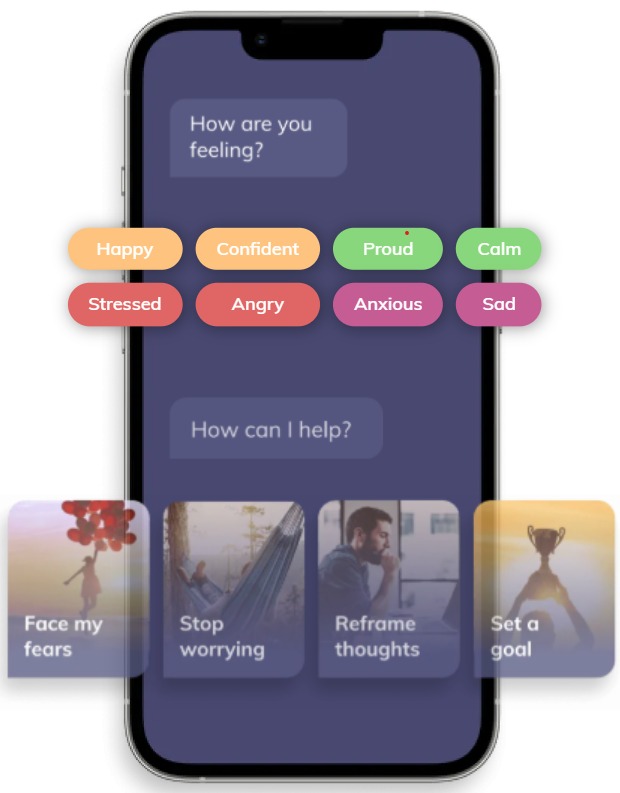 How are you
feeling?
Happy
Confident
Proud
Calm
Stressed
Angry
Anxious
Sad
How can I help?
Face my
fears
Stop
worrying
Reframe
thoughts
Set a
goal